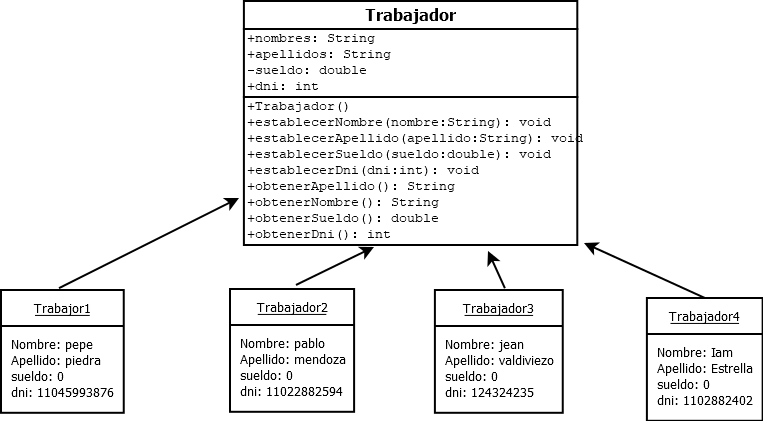 Trabajador
+nombres: String
+apellidos: String
-sueldo: double
+dni: int
+Trabajador()
+establecerNombre(nombre:String): void
+establecerApellido(apellido:String): void
+establecerSueldo(sueldo:double): void
+establecerDni(dni:int): void
+obtenerApellido(): String
+obtenerNombre(): String
+obtenerSueldo(): double
+obtenerDni(): int
Trabajor1
Nombre: pepe
Apellido: piedra
sueldo: 0
dni: 11045993876
Trabajador2
Nombre: pablo
Apellido: mendoza
sueldo: 0
dni: 11022882594
Trabajador3
Nombre: jean
Apellido: valdiviezo
sueldo: 0
dni: 124324235
Trabajador4
Nombre: Iam
Apellido: Estrella
sueldo: 0
dni: 1102882402